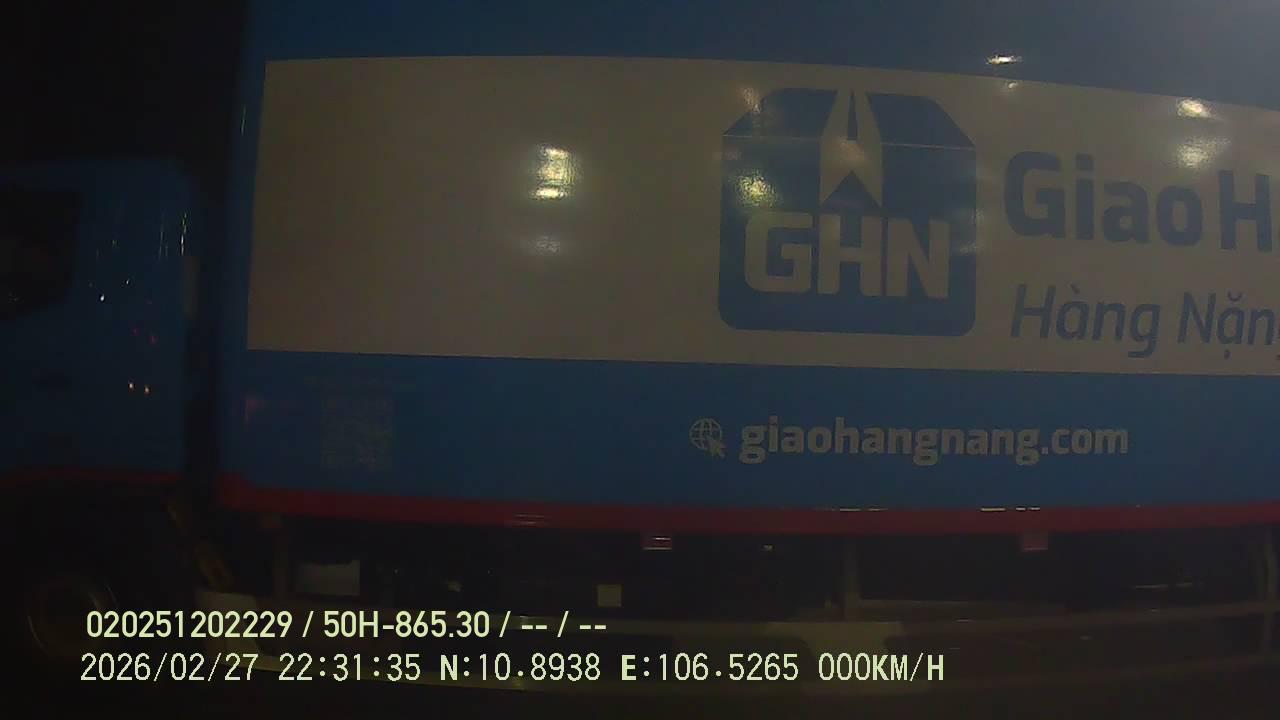 GHN
Giao H
Hàng Nặng
giaohangnang.com
020251202229 / 50H-865.30 / -- / --
2026/02/27 22:31:35 N:10.8938 E:106.5265 000KM/H